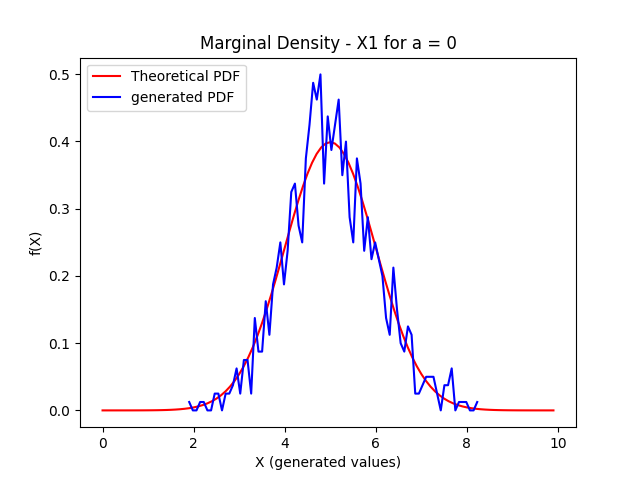 Marginal Density - X1 for a = 0
Theoretical PDF
generated PDF
f(X)
0.5
0.4
0.3
0.2
0.1
0.0
0 2 4 6 8 10
X (generated values)